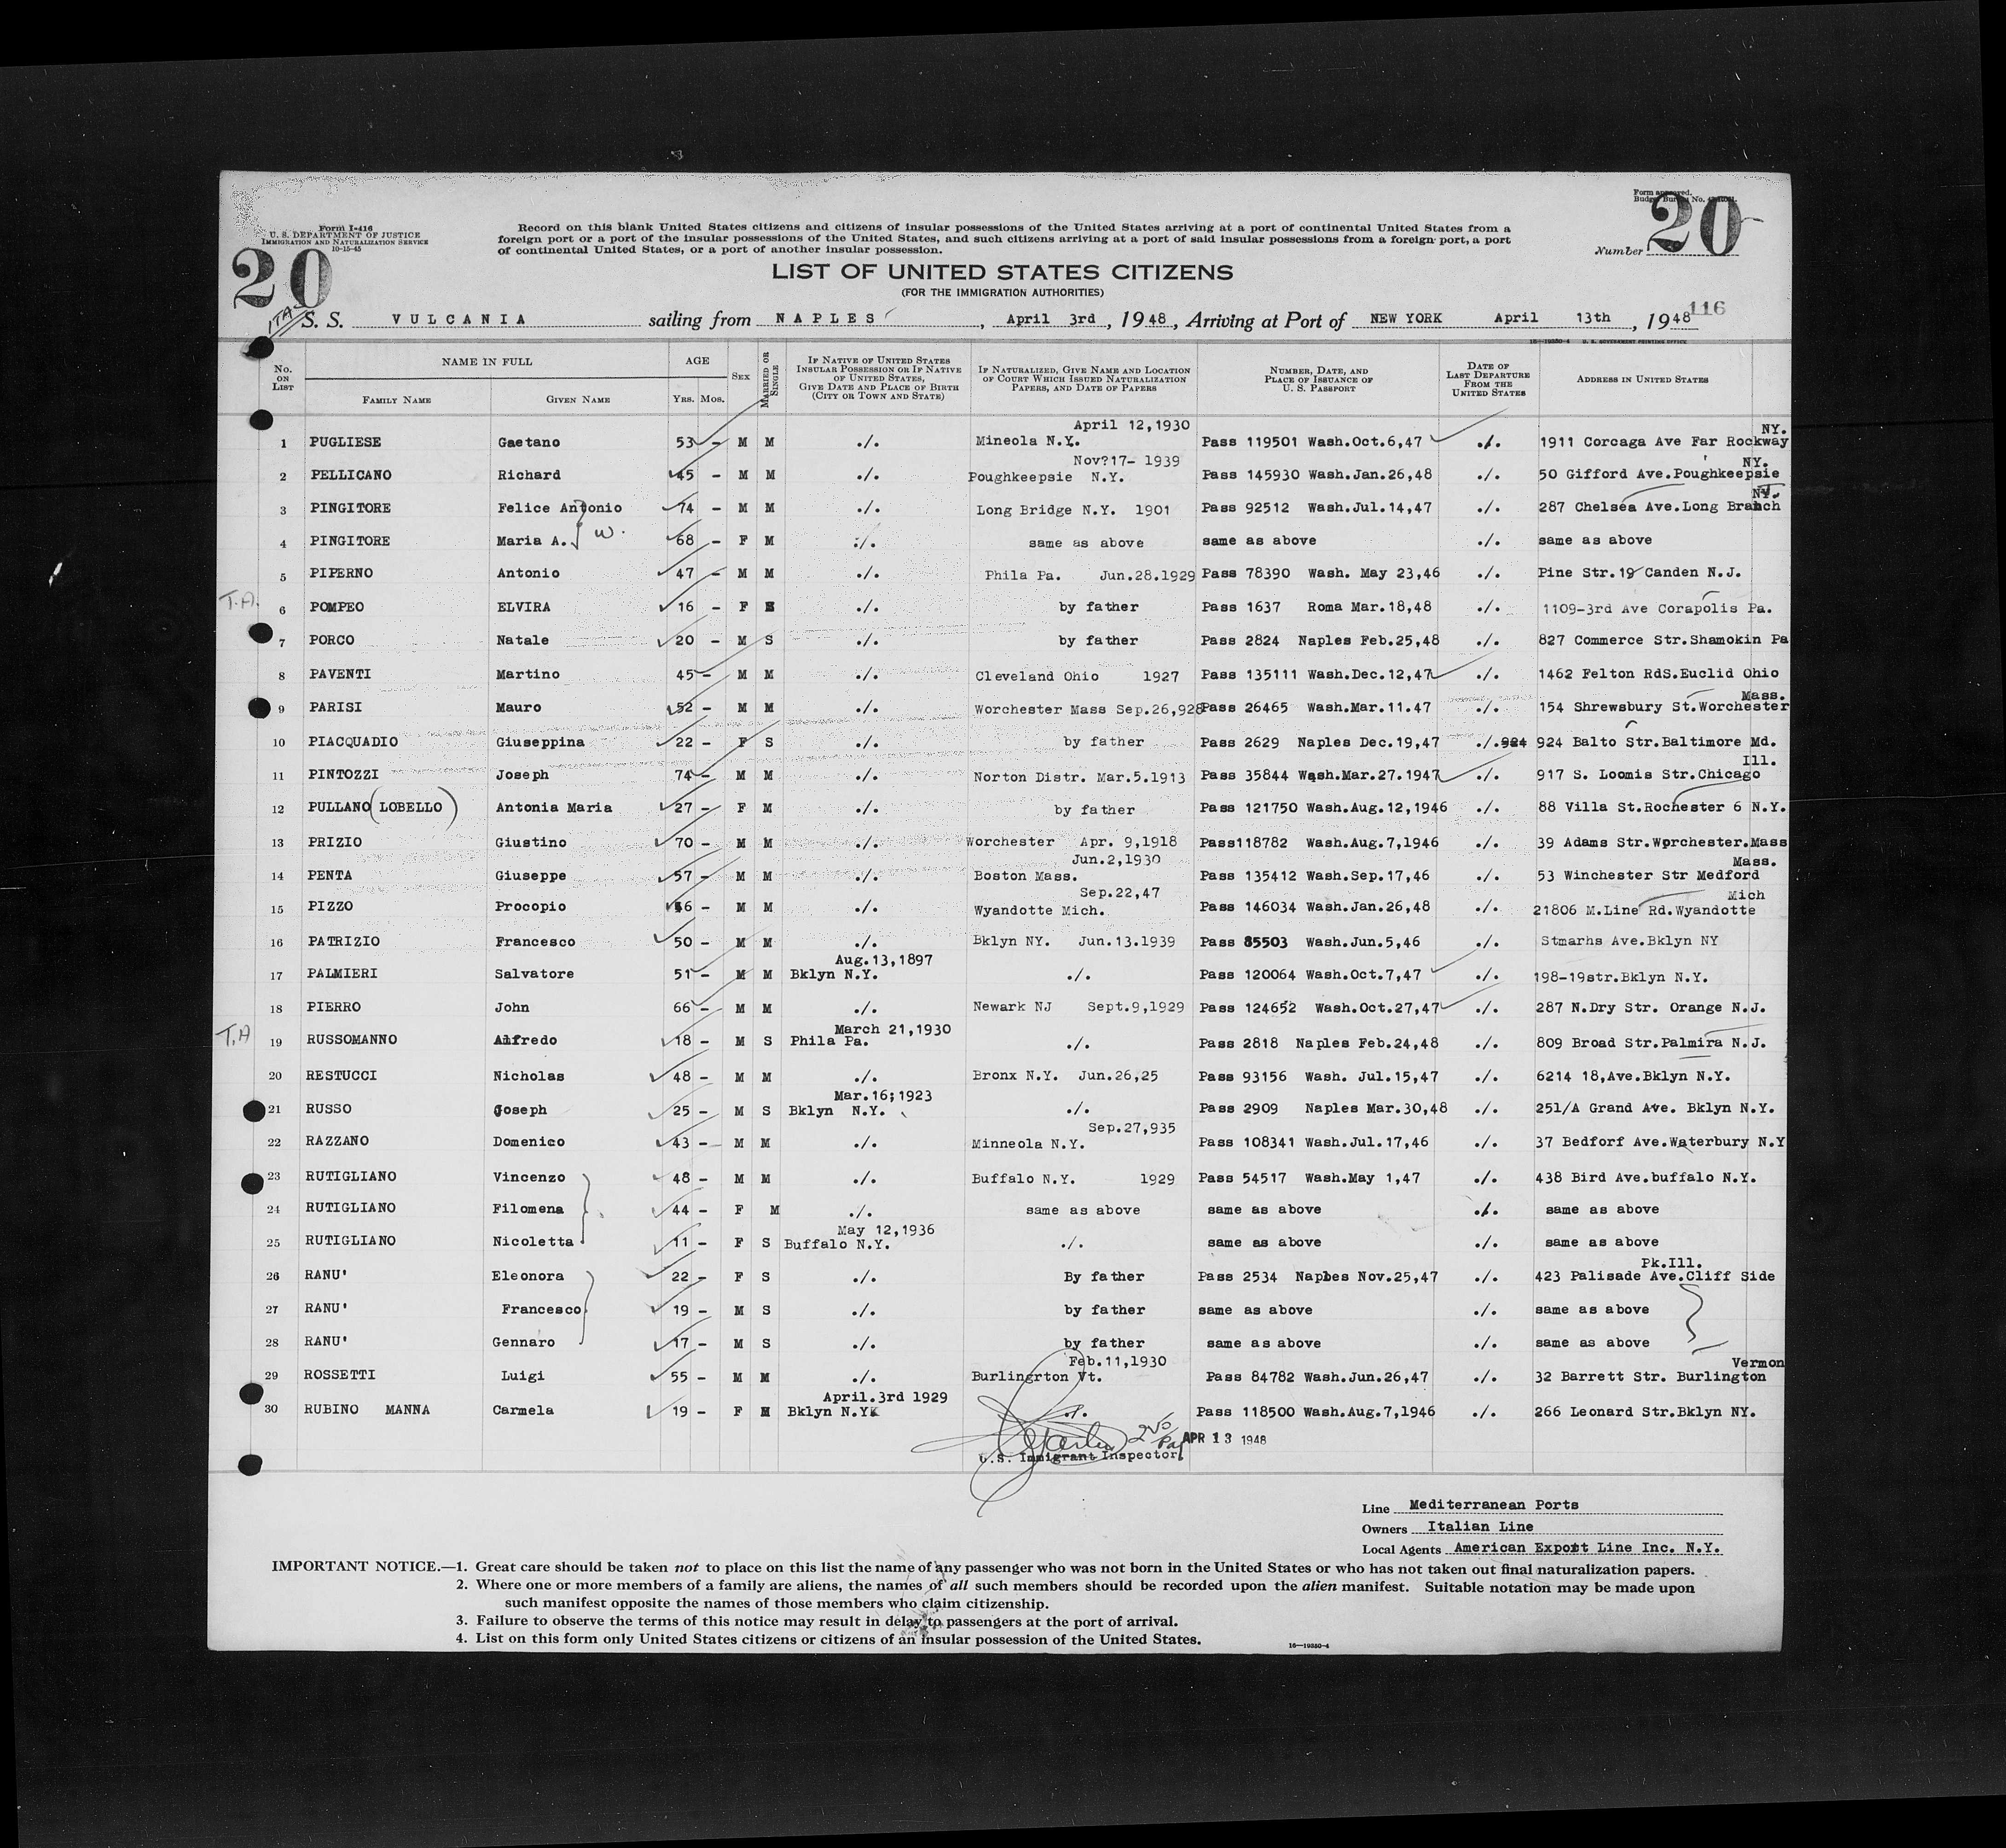 Form approved.
Form I-416
U. S. DEPARTMENT OF JUSTICE
IMMIGRATION AND NATURALIZATION SERVICE
10-15-45
20
20
Number
Record on this blank United States citizens and citizens of insular possessions of the United States arriving at a port of continental United States from a
foreign port or a port of the insular possessions of the United States, and such citizens arriving at a port of said insular possessions from a foreign port, a port
of continental United States, or a port of another insular possession.
LIST OF UNITED STATES CITIZENS
(FOR THE IMMIGRATION AUTHORITIES)
ITA
116
S. S. VULCANIA sailing from NAPLES, April 3rd, 1948, Arriving at Port of NEW YORK April 13th, 1948
16—19350-4 U. S. GOVERNMENT PRINTING OFFICE
No. ON LIST NAME IN FULL FAMILY NAME GIVEN NAME AGE YRS. MOS. SEX MARRIED OR SINGLE IF NATIVE OF UNITED STATES INSULAR POSSESSION OR IF NATIVE OF UNITED STATES, GIVE DATE AND PLACE OF BIRTH (CITY OR TOWN AND STATE) IF NATURALIZED, GIVE NAME AND LOCATION OF COURT WHICH ISSUED NATURALIZATION PAPERS, AND DATE OF PAPERS NUMBER, DATE, AND PLACE OF ISSUANCE OF U. S. PASSPORT DATE OF LAST DEPARTURE FROM THE UNITED STATES ADDRESS IN UNITED STATES
April 12,1930 NY.
1 PUGLIESE Gaetano 53 - M M ./. Mineola N.Y. Pass 119501 Wash.Oct.6,47 ./. 1911 Corcaga Ave Far Rockway
Nov?17- 1939 NY.
2 PELLICANO Richard 45 - M M ./. Poughkeepsie N.Y. Pass 145930 Wash.Jan.26,48 ./. 50 Gifford Ave.Poughkeepsie
3 PINGITORE Felice Antonio 74 - M M ./. Long Bridge N.Y. 1901 Pass 92512 Wash.Jul.14,47 ./. 287 Chelsea Ave.Long Branch
w.
4 PINGITORE Maria A. 68 - F M ./. same as above same as above ./. same as above
5 PIPERNO Antonio 47 - M M ./. Phila Pa. Jun.28.1929 Pass 78390 Wash. May 23,46 ./. Pine Str.19 Canden N.J.
T.A. 6 POMPEO ELVIRA 16 - F ./. by father Pass 1637 Roma Mar.18,48 ./. 1109-3rd Ave Corapolis Pa.
7 PORCO Natale 20 - M S ./. by father Pass 2824 Naples Feb.25,48 ./. 827 Commerce Str.Shamokin Pa
8 PAVENTI Martino 45 - M M ./. Cleveland Ohio 1927 Pass 135111 Wash.Dec.12,47 ./. 1462 Felton RdS.Euclid Ohio
Mass.
9 PARISI Mauro 52 - M M ./. Worchester Mass Sep.26,928 Pass 26465 Wash.Mar.11.47 ./. 154 Shrewsbury St.Worchester
10 PIACQUADIO Giuseppina 22 - F S ./. by father Pass 2629 Naples Dec.19,47 ./. 924 924 Balto Str.Baltimore Md.
Ill.
11 PINTOZZI Joseph 74 - M M ./. Norton Distr. Mar.5.1913 Pass 35844 Wash.Mar.27.1947 ./. 917 S. Loomis Str.Chicago
12 PULLANO (LOBELLO) Antonia Maria 27 - F M ./. by father Pass 121750 Wash.Aug.12,1946 ./. 88 Villa St.Rochester 6 N.Y.
13 PRIZIO Giustino 70 - M M ./. Worchester Apr. 9,1918 Pass118782 Wash.Aug.7,1946 ./. 39 Adams Str.Worchester.Mass
Jun.2,1930 Mass.
14 PENTA Giuseppe 57 - M M ./. Boston Mass. Pass 135412 Wash.Sep.17,46 ./. 53 Winchester Str Medford
Sep.22,47 Mich
15 PIZZO Procopio 46 - M M ./. Wyandotte Mich. Pass 146034 Wash.Jan.26,48 ./. 21806 M.Line Rd.Wyandotte
16 PATRIZIO Francesco 50 - M M ./. Bklyn NY. Jun.13.1939 Pass 85503 Wash.Jun.5,46 ./. Stmarhs Ave.Bklyn NY
Aug.13,1897
17 PALMIERI Salvatore 51 - M M Bklyn N.Y. ./. Pass 120064 Wash.Oct.7,47 ./. 198-19str.Bklyn N.Y.
18 PIERRO John 66 - M M ./. Newark NJ Sept.9,1929 Pass 124652 Wash.Oct.27,47 ./. 287 N.Dry Str. Orange N.J.
March 21,1930
T.A 19 RUSSOMANNO Alfredo 18 - M S Phila Pa. ./. Pass 2818 Naples Feb.24,48 ./. 809 Broad Str.Palmira N.J.
20 RESTUCCI Nicholas 48 - M M ./. Bronx N.Y. Jun.26,25 Pass 93156 Wash. Jul.15,47 ./. 6214 18,Ave.Bklyn N.Y.
Mar.16;1923
21 RUSSO Joseph 25 - M S Bklyn N.Y. ./. Pass 2909 Naples Mar.30,48 ./. 251/A Grand Ave. Bklyn N.Y.
Sep.27,935
22 RAZZANO Domenico 43 - M M ./. Minneola N.Y. Pass 108341 Wash.Jul.17,46 ./. 37 Bedforf Ave.Waterbury N.Y
23 RUTIGLIANO Vincenzo 48 - M M ./. Buffalo N.Y. 1929 Pass 54517 Wash.May 1,47 ./. 438 Bird Ave.buffalo N.Y.
24 RUTIGLIANO Filomena 44 - F M ./. same as above same as above ./. same as above
May 12,1936
25 RUTIGLIANO Nicoletta 11 - F S Buffalo N.Y. ./. same as above ./. same as above
Pk.Ill.
26 RANU' Eleonora 22 - F S ./. By father Pass 2534 Naples Nov.25,47 ./. 423 Palisade Ave.Cliff Side
27 RANU' Francesco 19 - M S ./. by father same as above ./. same as above
28 RANU' Gennaro 17 - M S ./. by father same as above ./. same as above
Feb.11,1930 Vermon
29 ROSSETTI Luigi 55 - M M ./. Burlingrton Vt. Pass 84782 Wash.Jun.26,47 ./. 32 Barrett Str. Burlington
April.3rd 1929
30 RUBINO MANNA Carmela 19 - F M Bklyn N.Y. ./. Pass 118500 Wash.Aug.7,1946 ./. 266 Leonard Str.Bklyn NY.
APR 13 1948
U.S. Immigrant Inspector
Line Mediterranean Ports
Owners Italian Line
Local Agents American Export Line Inc. N.Y.
IMPORTANT NOTICE.—1. Great care should be taken not to place on this list the name of any passenger who was not born in the United States or who has not taken out final naturalization papers.
2. Where one or more members of a family are aliens, the names of all such members should be recorded upon the alien manifest. Suitable notation may be made upon
such manifest opposite the names of those members who claim citizenship.
3. Failure to observe the terms of this notice may result in delay to passengers at the port of arrival.
4. List on this form only United States citizens or citizens of an insular possession of the United States.
16—19350-4